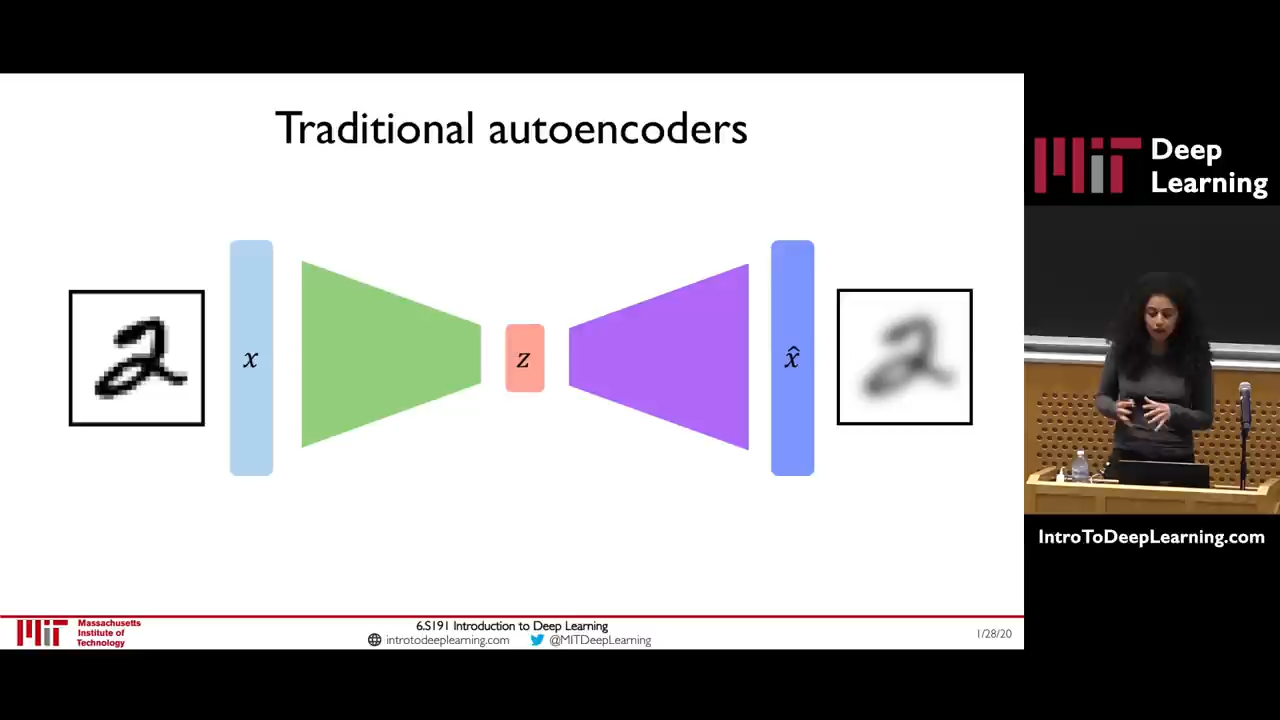 Traditional autoencoders
x
z
x̂
Massachusetts
Institute of
Technology
6.S191 Introduction to Deep Learning
introtodeeplearning.com @MITDeepLearning
1/28/20
MIT Deep
Learning
IntroToDeepLearning.com